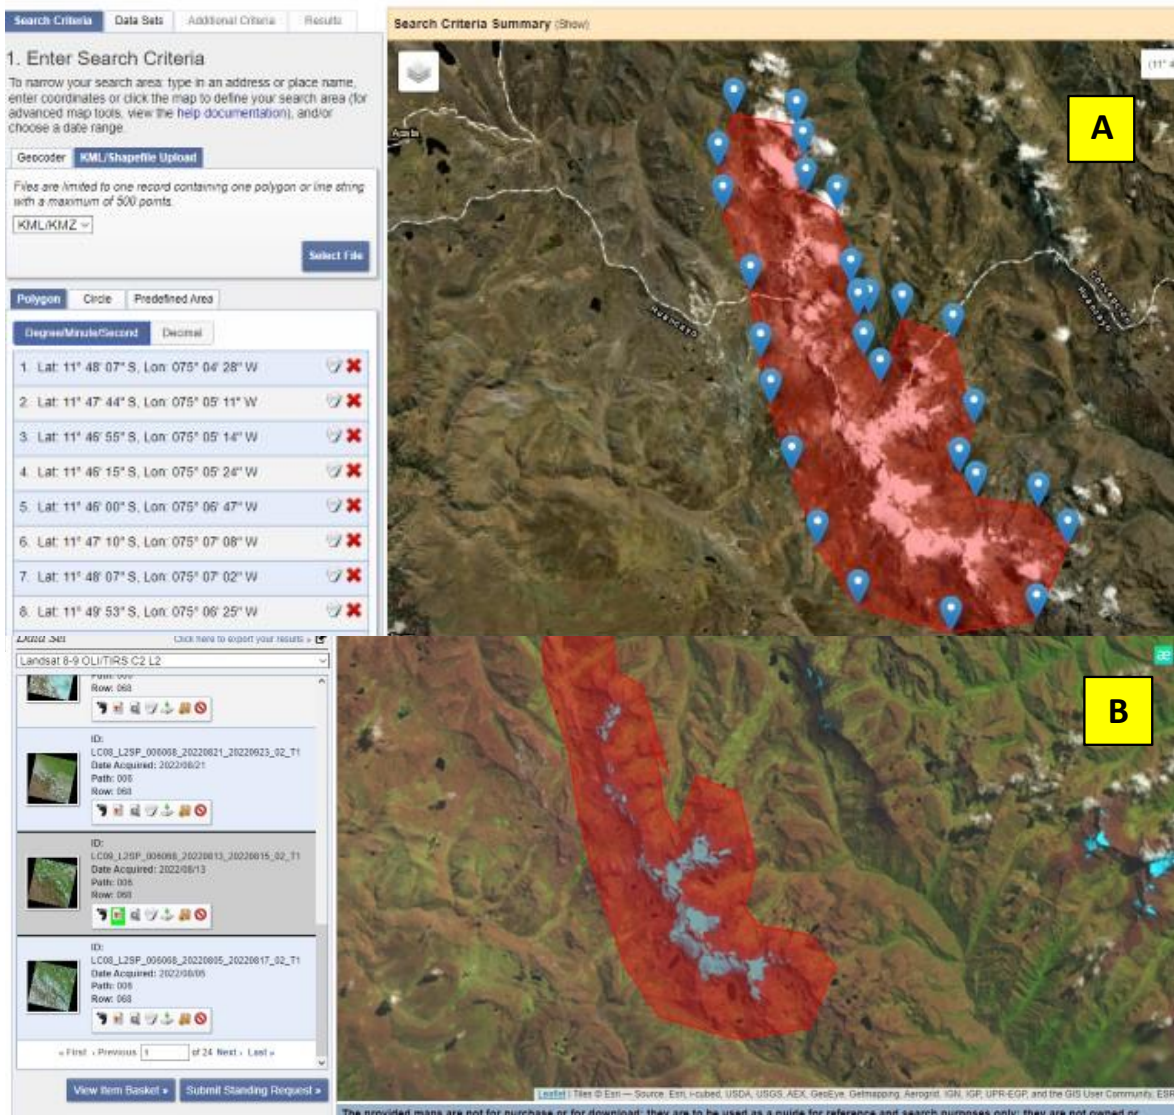 Search Criteria Data Sets Additional Criteria Results
1. Enter Search Criteria
To narrow your search area: type in an address or place name,
enter coordinates or click the map to define your search area (for
advanced map tools, view the help documentation), and/or
choose a date range.
Geocoder KML/Shapefile Upload
Files are limited to one record containing one polygon or line string
with a maximum of 500 points.
KML/KMZ
Select File
Polygon Circle Predefined Area
Degree/Minute/Second Decimal
1. Lat: 11° 48' 07" S, Lon: 075° 04' 28" W
2. Lat: 11° 47' 44" S, Lon: 075° 05' 11" W
3. Lat: 11° 46' 55" S, Lon: 075° 05' 14" W
4. Lat: 11° 46' 15" S, Lon: 075° 05' 24" W
5. Lat: 11° 46' 00" S, Lon: 075° 06' 47" W
6. Lat: 11° 47' 10" S, Lon: 075° 07' 08" W
7. Lat: 11° 48' 07" S, Lon: 075° 07' 02" W
8. Lat: 11° 49' 53" S, Lon: 075° 06' 25" W
Search Criteria Summary (Show)
(11° 4
A
Huancayo
Concepción
Huancayo
Data Set
Click here to export your results »
Landsat 8-9 OLI/TIRS C2 L2
Path: 006
Row: 068
ID:
LC08_L2SP_006068_20220821_20220923_02_T1
Date Acquired: 2022/08/21
Path: 006
Row: 068
ID:
LC09_L2SP_006068_20220813_20220815_02_T1
Date Acquired: 2022/08/13
Path: 006
Row: 068
ID:
LC08_L2SP_006068_20220805_20220817_02_T1
Date Acquired: 2022/08/05
Path: 006
Row: 068
« First ‹ Previous 1 of 24 Next › Last »
View Item Basket » Submit Standing Request »
æ
B
Leaflet | Tiles © Esri — Source: Esri, i-cubed, USDA, USGS, AEX, GeoEye, Getmapping, Aerogrid, IGN, IGP, UPR-EGP, and the GIS User Community, ESRI
The provided maps are not for purchase or for download; they are to be used as a guide for reference and search purposes only; they are not owned or